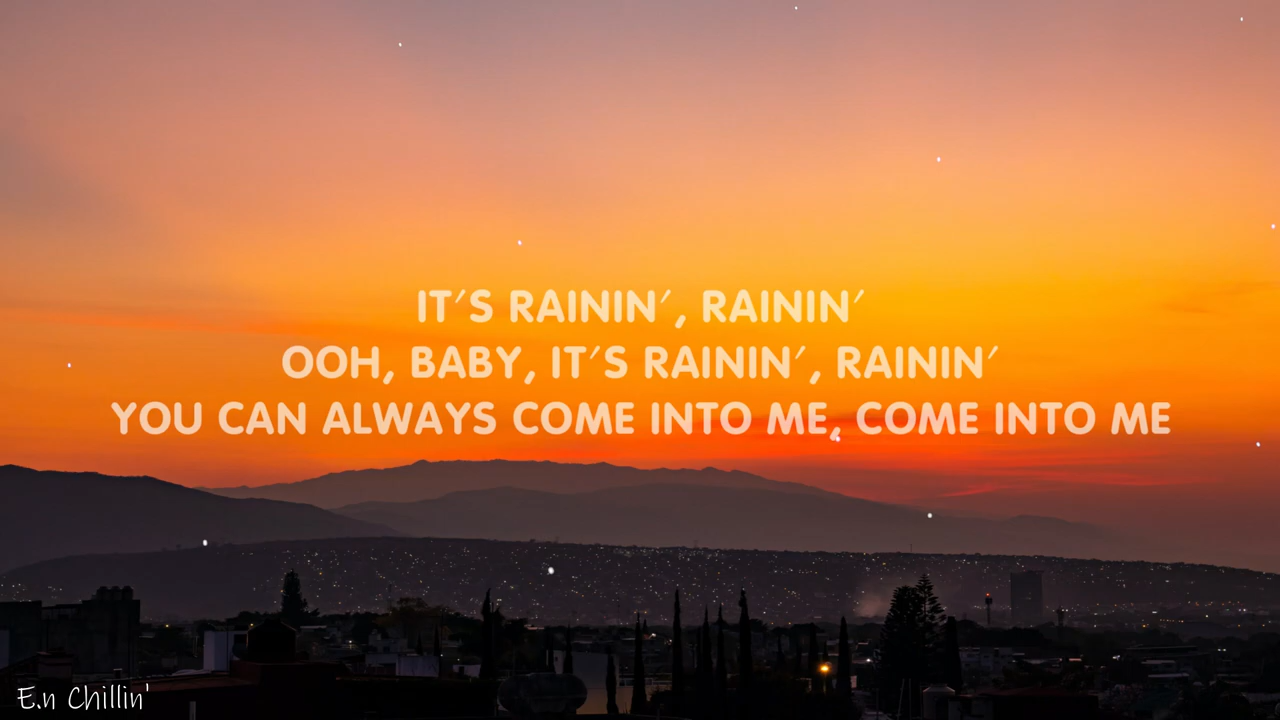 IT'S RAININ', RAININ'
OOH, BABY, IT'S RAININ', RAININ'
YOU CAN ALWAYS COME INTO ME, COME INTO ME
E.n Chillin'